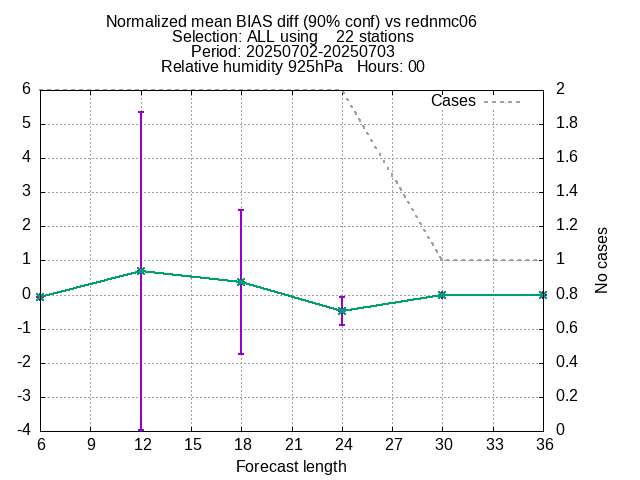 Normalized mean BIAS diff (90% conf) vs rednmc06
Selection: ALL using    22 stations
Period: 20250702-20250703
Relative humidity 925hPa   Hours: 00
Cases
6
5
4
3
2
1
0
-1
-2
-3
-4
2
1.8
1.6
1.4
1.2
1
0.8
0.6
0.4
0.2
0
No cases
6 9 12 15 18 21 24 27 30 33 36
Forecast length